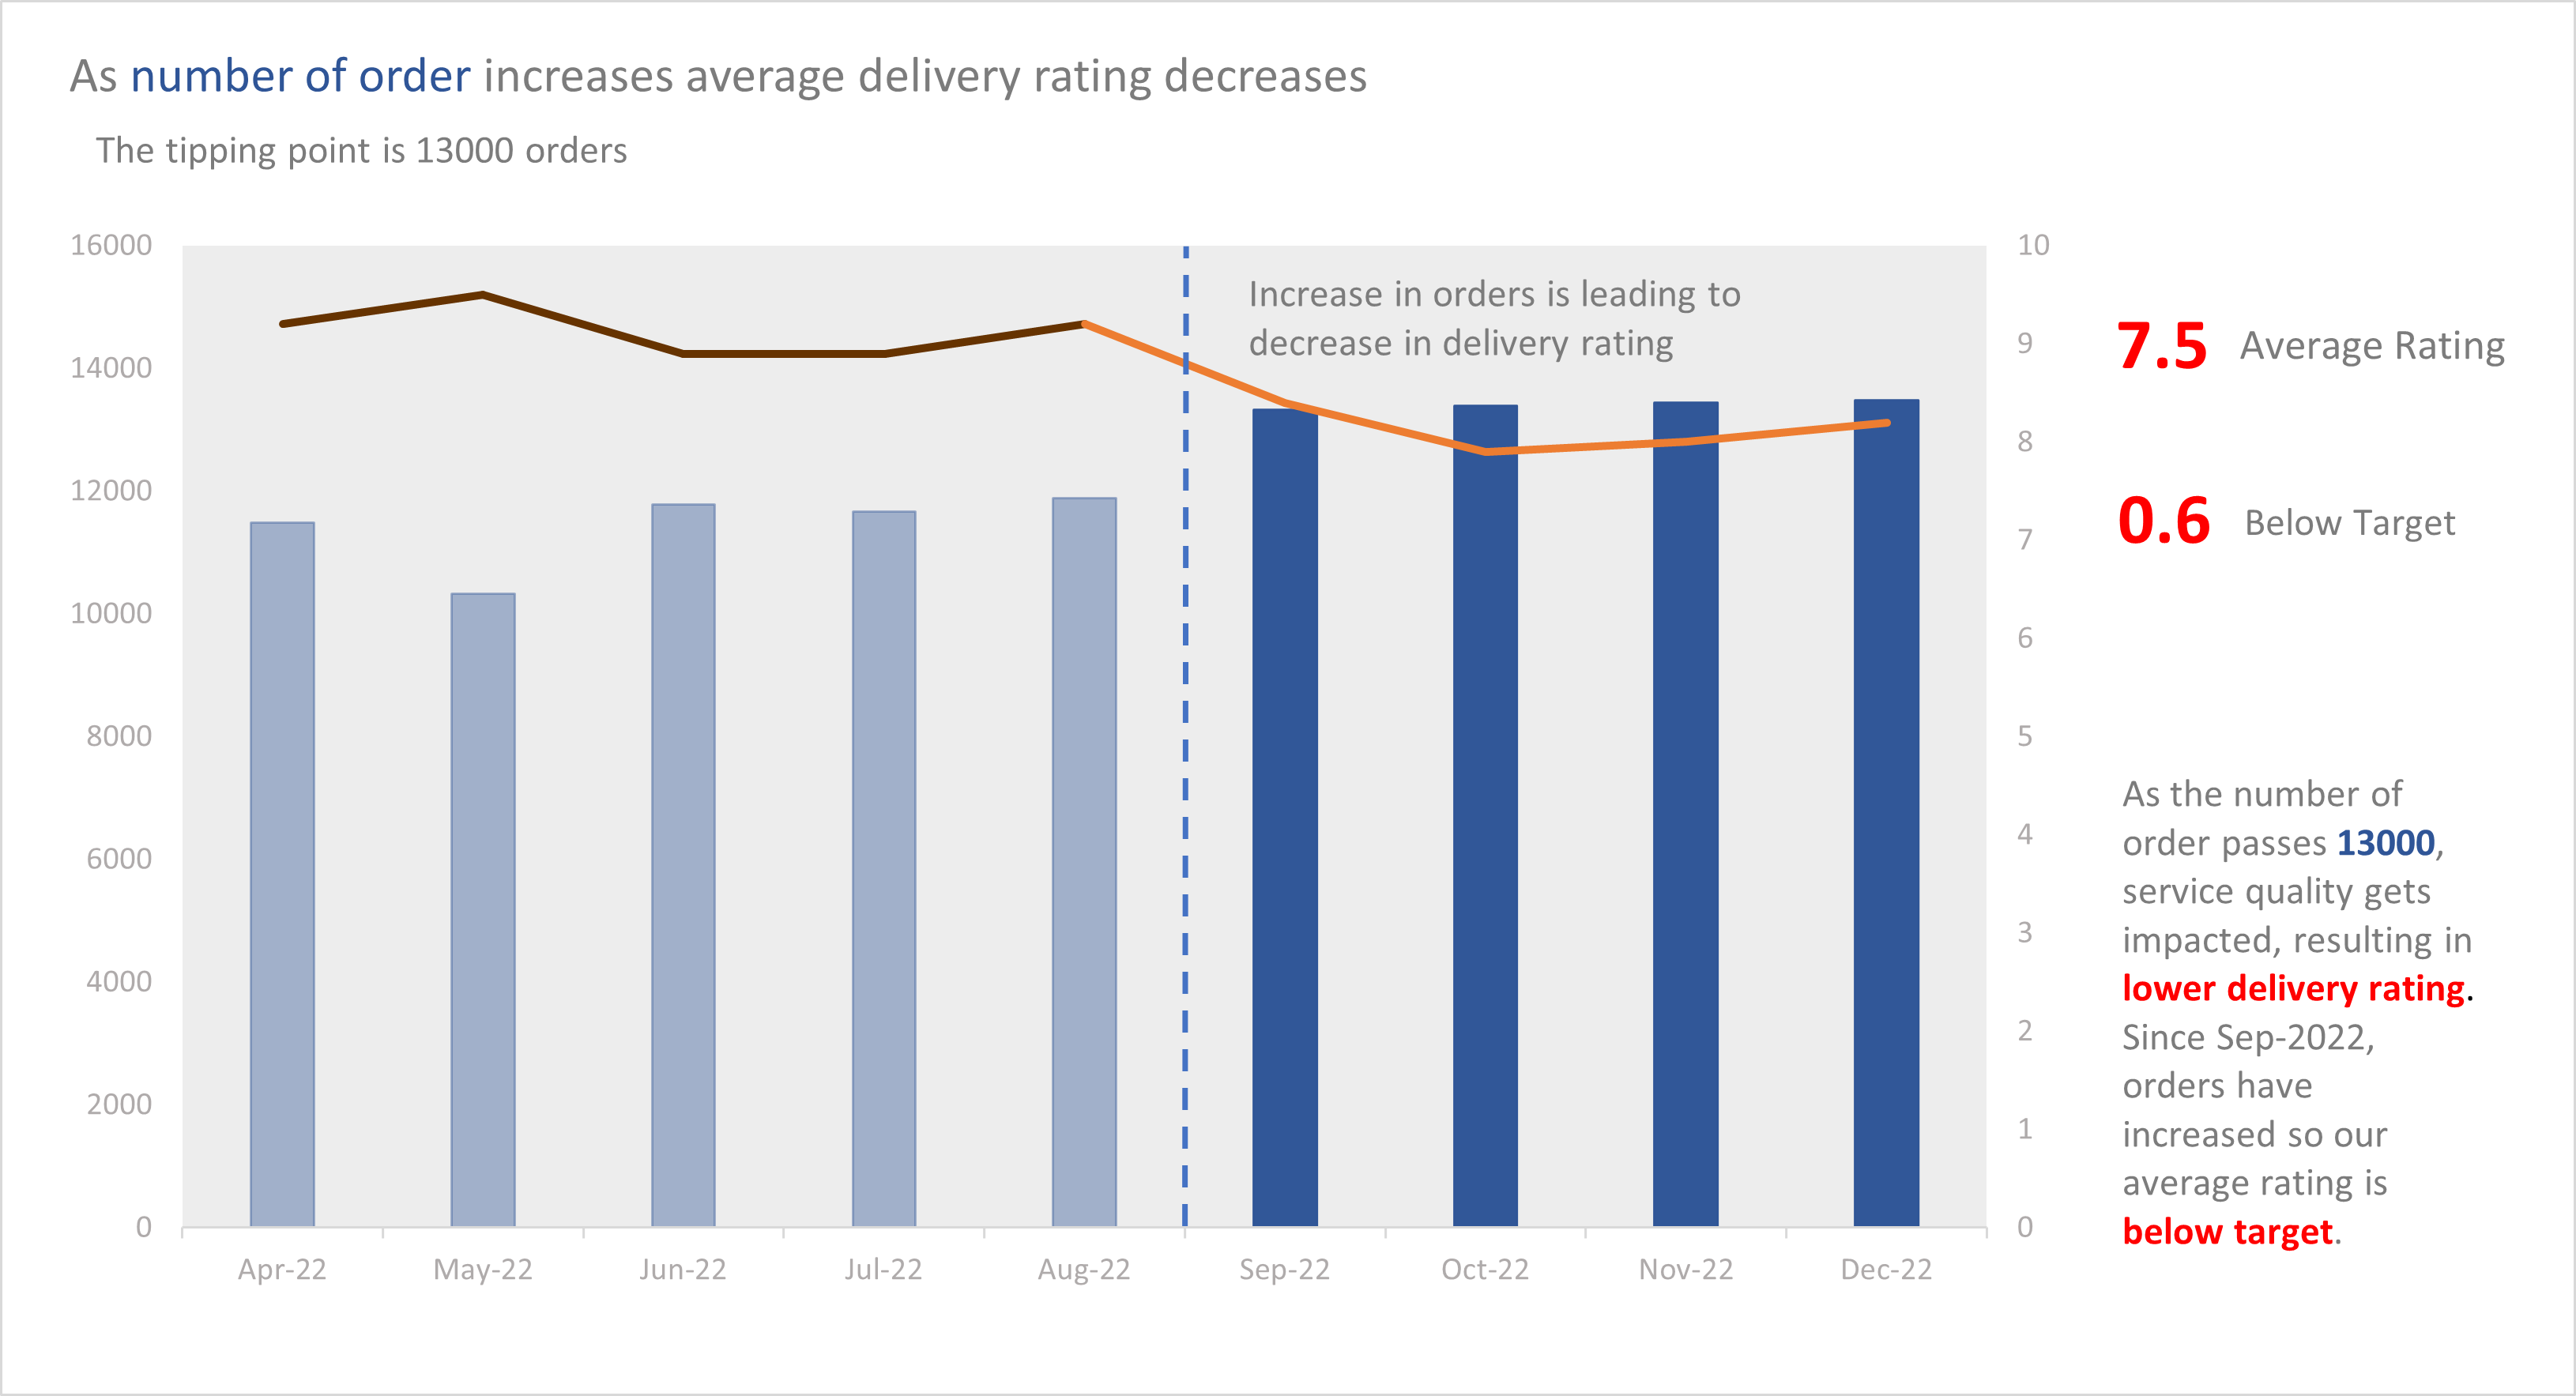 As number of order increases average delivery rating decreases
The tipping point is 13000 orders
16000
14000
12000
10000
8000
6000
4000
2000
0
Increase in orders is leading to
decrease in delivery rating
10
9
8
7
6
5
4
3
2
1
0
Apr-22 May-22 Jun-22 Jul-22 Aug-22 Sep-22 Oct-22 Nov-22 Dec-22
7.5 Average Rating
0.6 Below Target
As the number of
order passes 13000,
service quality gets
impacted, resulting in
lower delivery rating.
Since Sep-2022,
orders have
increased so our
average rating is
below target.